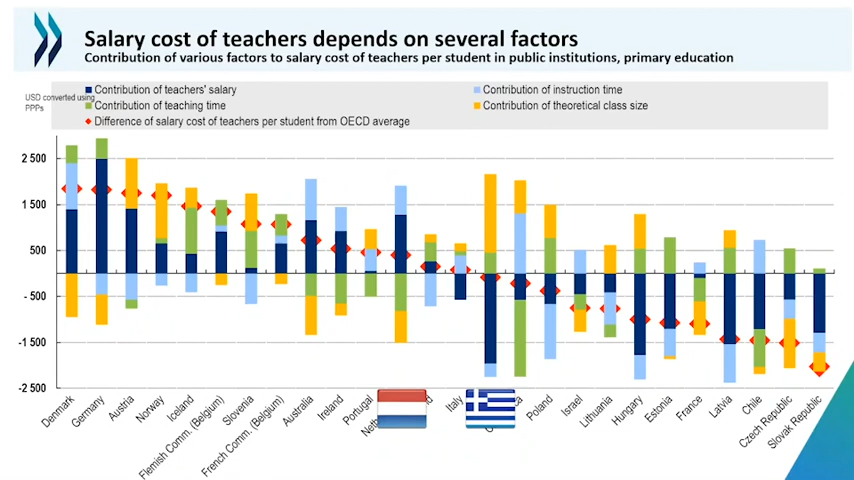 Salary cost of teachers depends on several factors
Contribution of various factors to salary cost of teachers per student in public institutions, primary education
USD converted using
PPPs
Contribution of teachers' salary
Contribution of instruction time
Contribution of teaching time
Contribution of theoretical class size
Difference of salary cost of teachers per student from OECD average
2 500
1 500
500
- 500
-1 500
-2 500
Denmark
Germany
Austria
Norway
Iceland
Flemish Comm. (Belgium)
Slovenia
French Comm. (Belgium)
Australia
Ireland
Portugal
Italy
Poland
Israel
Lithuania
Hungary
Estonia
France
Latvia
Chile
Czech Republic
Slovak Republic